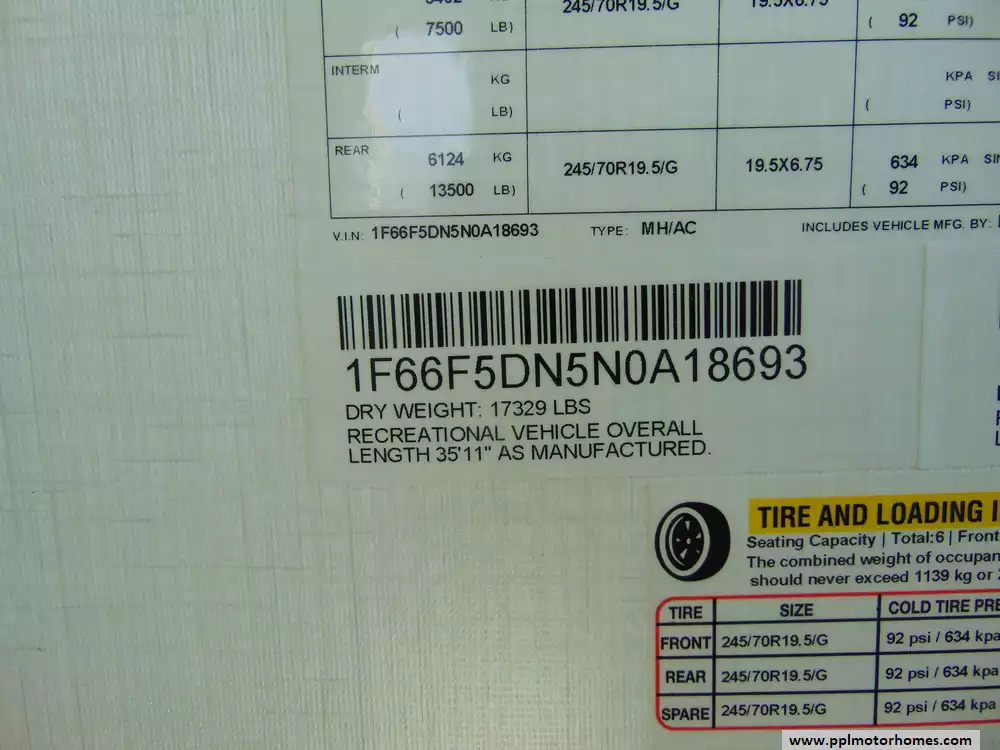 245/70R19.5/G 19.5X6.75
( 7500 LB) ( 92 PSI)
INTERM KG KPA
( LB) ( PSI)
REAR 6124 KG 245/70R19.5/G 19.5X6.75 634 KPA
( 13500 LB) ( 92 PSI)
V.I.N: 1F66F5DN5N0A18693 TYPE: MH/AC INCLUDES VEHICLE MFG. BY:
1F66F5DN5N0A18693
DRY WEIGHT: 17329 LBS
RECREATIONAL VEHICLE OVERALL
LENGTH 35'11" AS MANUFACTURED.
TIRE AND LOADING
Seating Capacity | Total:6 | Front
The combined weight of
should never exceed 1139 kg or
TIRE SIZE COLD TIRE
FRONT 245/70R19.5/G 92 psi / 634 kpa
REAR 245/70R19.5/G 92 psi / 634 kpa
SPARE 245/70R19.5/G 92 psi / 634 kpa
www.pplmotorhomes.com